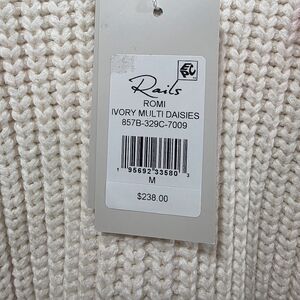 Rails
ROMI
IVORY MULTI DAISIES
857B-329C-7009
1 95692 33580 3
M
$238.00